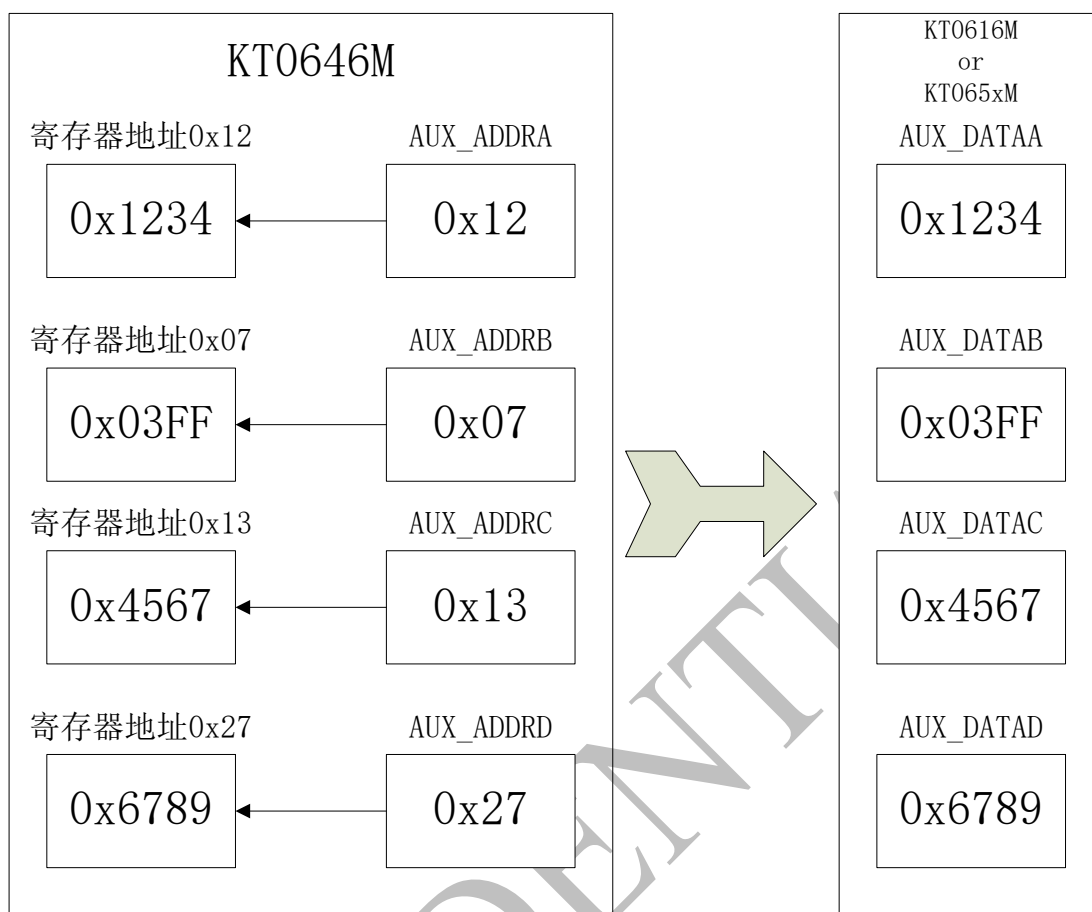 KT0646M
KT0616M
or
KT065xM
寄存器地址0x12
AUX_ADDRA
AUX_DATAA
0x1234
0x12
0x1234
寄存器地址0x07
AUX_ADDRB
AUX_DATAB
0x03FF
0x07
0x03FF
寄存器地址0x13
AUX_ADDRC
AUX_DATAC
0x4567
0x13
0x4567
寄存器地址0x27
AUX_ADDRD
AUX_DATAD
0x6789
0x27
0x6789